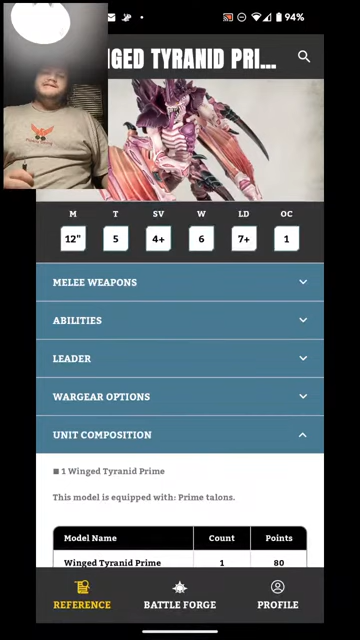 94%
NGED TYRANID PRI...
M T SV W LD OC
12" 5 4+ 6 7+ 1
MELEE WEAPONS
ABILITIES
LEADER
WARGEAR OPTIONS
UNIT COMPOSITION
1 Winged Tyranid Prime
This model is equipped with: Prime talons.
Model Name Count Points
Winged Tyranid Prime 1 80
REFERENCE BATTLE FORGE PROFILE